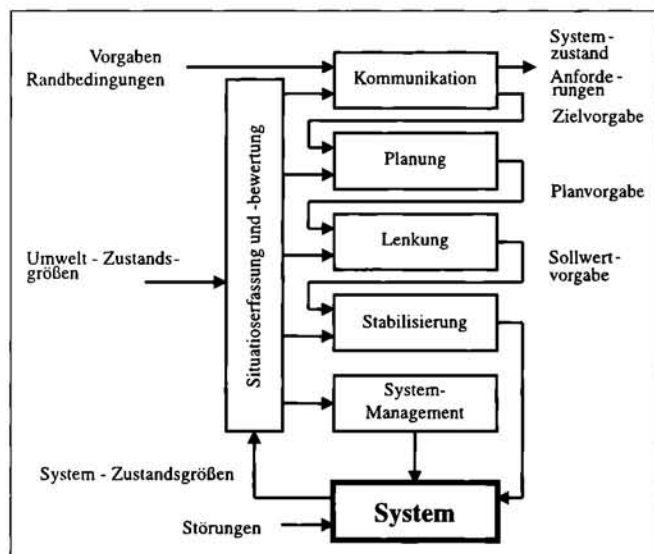 Vorgaben
Randbedingungen
Kommunikation
System-
zustand
Anforde-
rungen
Zielvorgabe
Planung
Planvorgabe
Situatioserfassung und -bewertung
Umwelt - Zustands-
größen
Lenkung
Sollwert-
vorgabe
Stabilisierung
System-
Management
System - Zustandsgrößen
System
Störungen